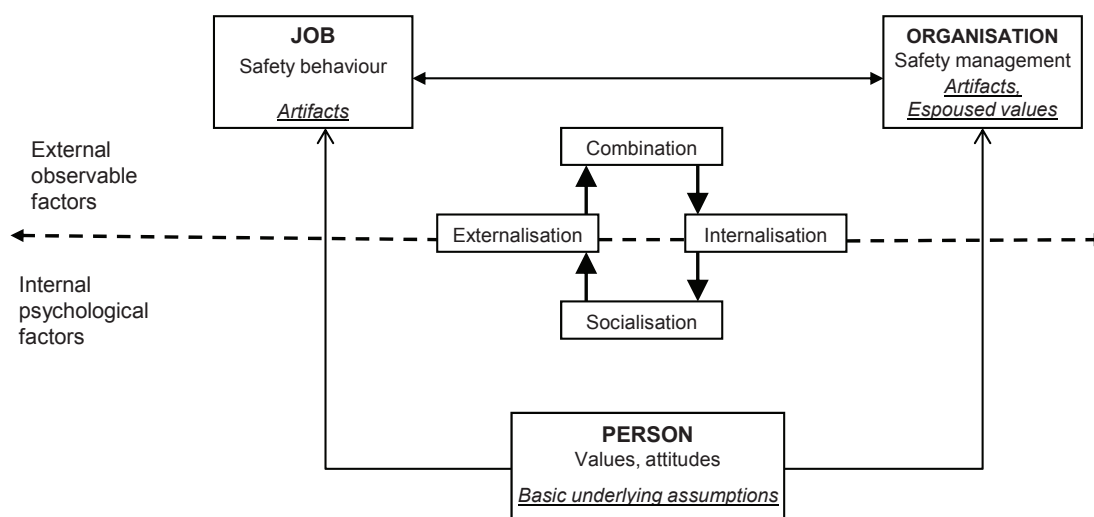 JOB
Safety behaviour
Artifacts
ORGANISATION
Safety management
Artifacts,
Espoused values
External
observable
factors
Combination
Externalisation
Internalisation
Internal
psychological
factors
Socialisation
PERSON
Values, attitudes
Basic underlying assumptions